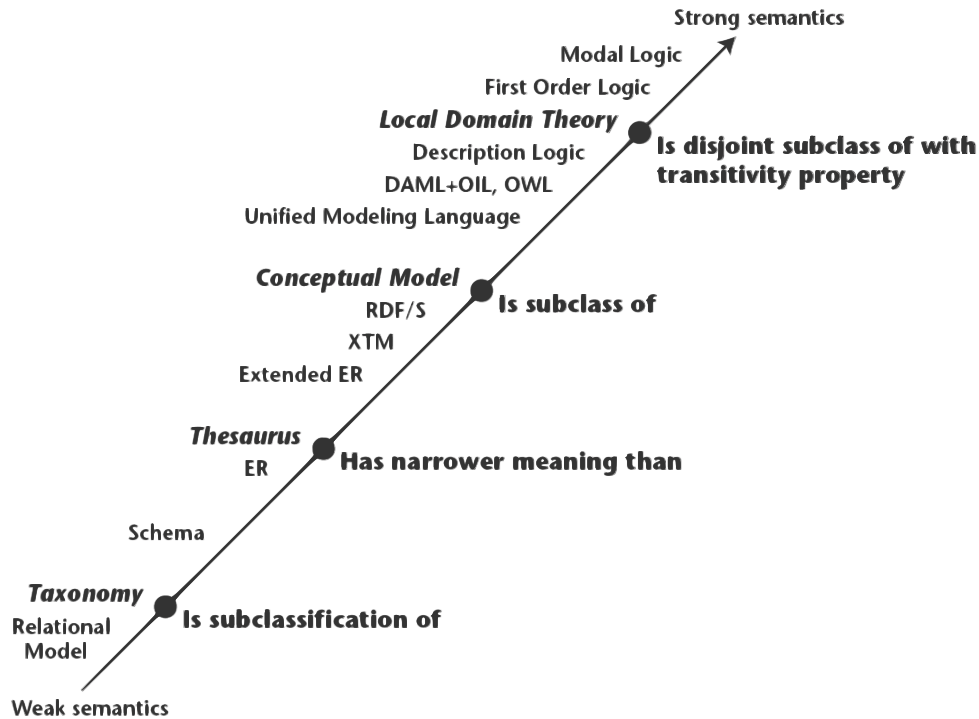 Strong semantics
Modal Logic
First Order Logic
Local Domain Theory
Is disjoint subclass of with
transitivity property
Description Logic
DAML+OIL, OWL
Unified Modeling Language
Conceptual Model
Is subclass of
RDF/S
XTM
Extended ER
Thesaurus
Has narrower meaning than
ER
Schema
Taxonomy
Is subclassification of
Relational
Model
Weak semantics